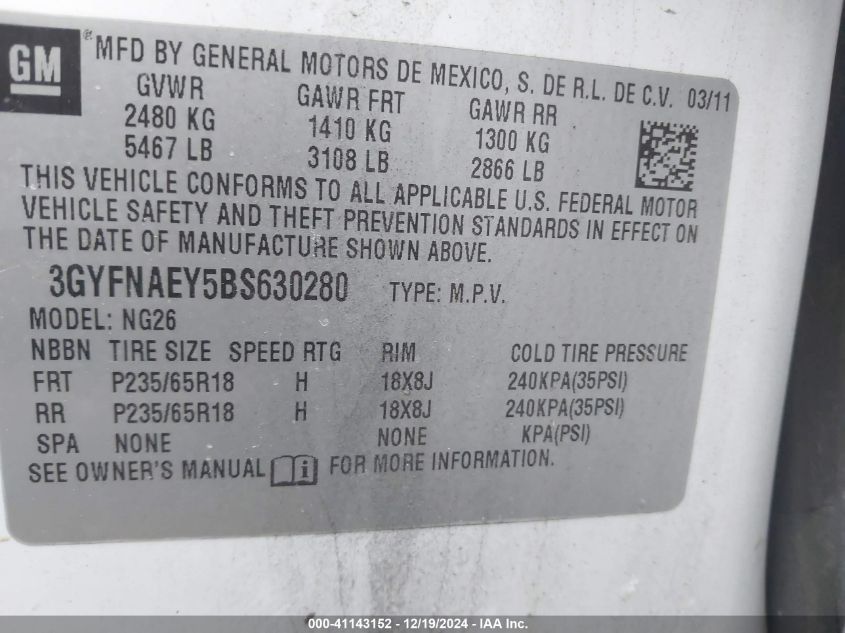 GM
®MFD BY GENERAL MOTORS DE MEXICO, S. DE R.L. DE C.V. 03/11
GVWR GAWR FRT GAWR RR
2480 KG 1410 KG 1300 KG
5467 LB 3108 LB 2866 LB
THIS VEHICLE CONFORMS TO ALL APPLICABLE U.S. FEDERAL MOTOR
VEHICLE SAFETY AND THEFT PREVENTION STANDARDS IN EFFECT ON
THE DATE OF MANUFACTURE SHOWN ABOVE.
3GYFNAEY5BS630280 TYPE: M.P.V.
MODEL: NG26
NBBN TIRE SIZE SPEED RTG RIM COLD TIRE PRESSURE
FRT P235/65R18 H 18X8J 240KPA(35PSI)
RR P235/65R18 H 18X8J 240KPA(35PSI)
SPA NONE NONE KPA(PSI)
SEE OWNER'S MANUAL i FOR MORE INFORMATION.
000-41143152 - 12/19/2024 - IAA Inc.